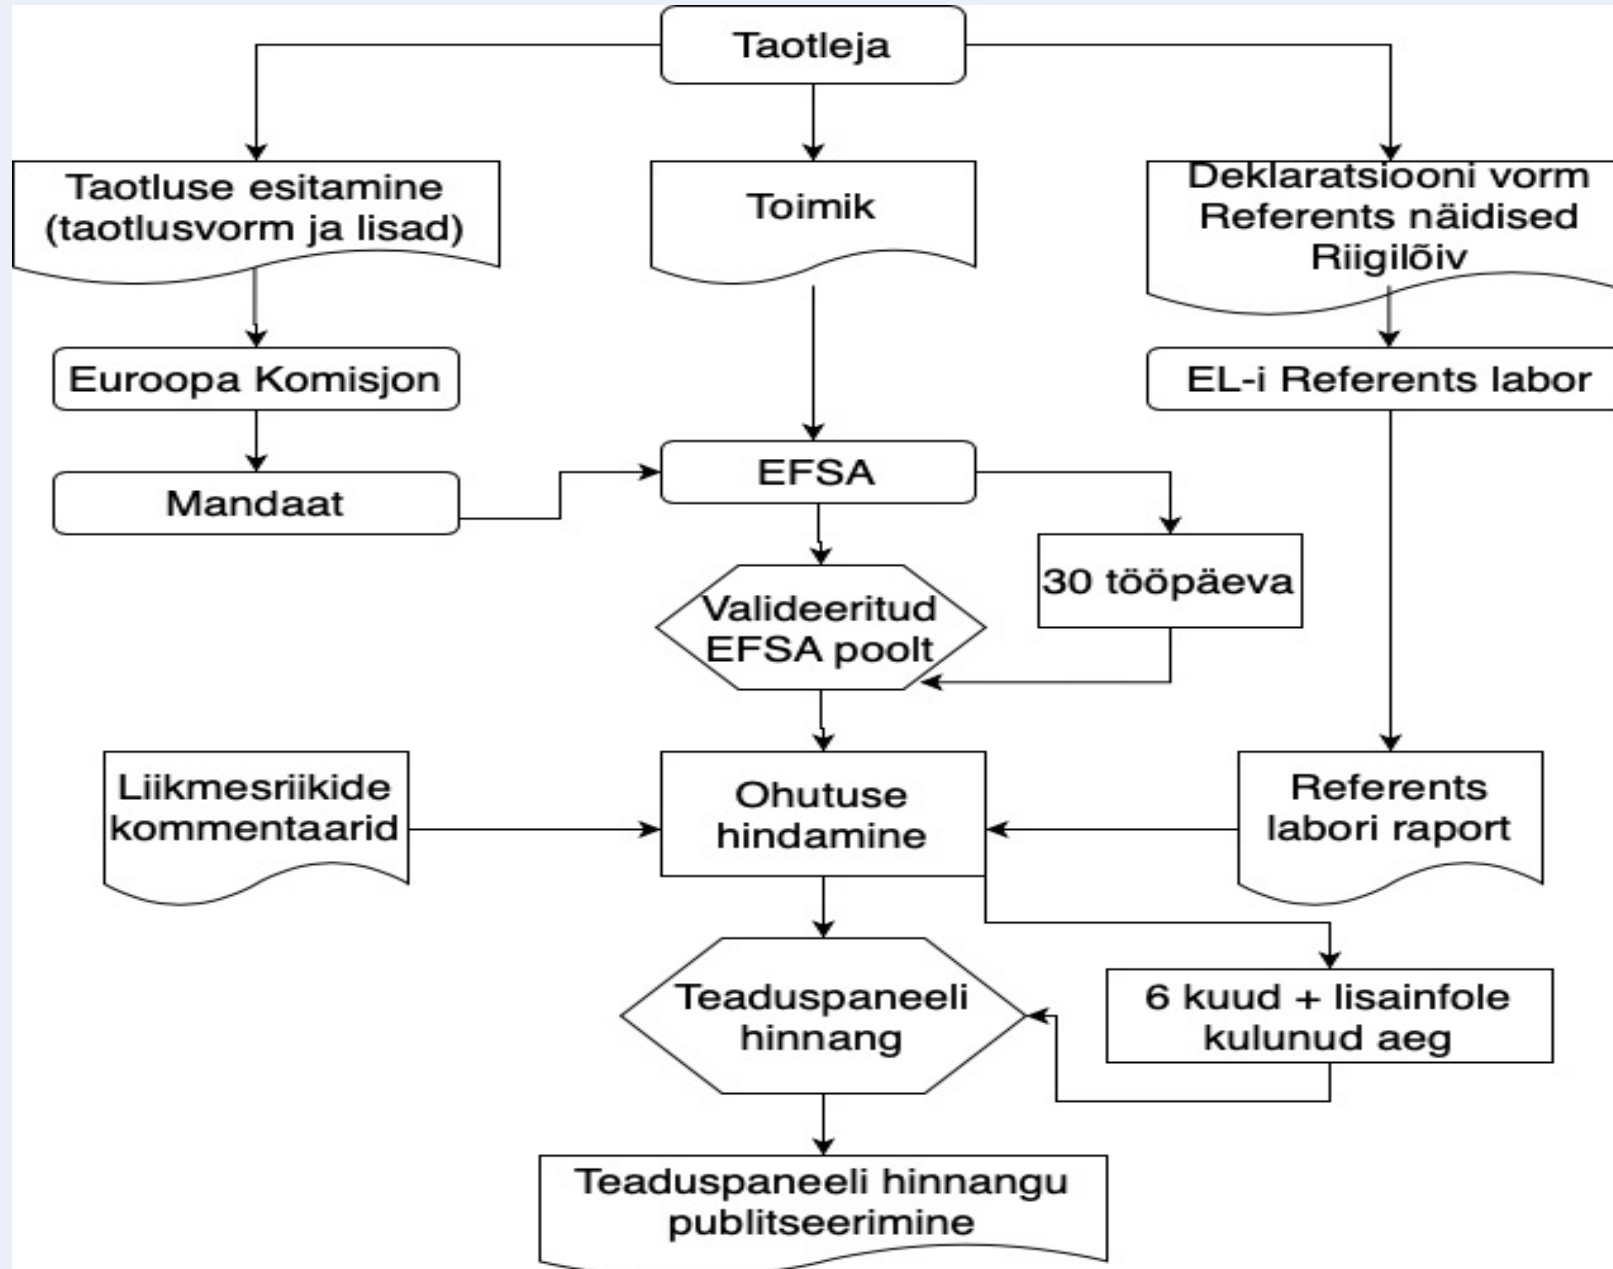 Taotleja
Taotluse esitamine
(taotlusvorm ja lisad)
Toimik
Deklaratsiooni vorm
Referents näidised
Riigilõiv
Euroopa Komisjon
EL-i Referents labor
Mandaat
EFSA
30 tööpäeva
Valideeritud
EFSA poolt
Liikmesriikide
kommentaarid
Ohutuse
hindamine
Referents
labori raport
Teaduspaneeli
hinnang
6 kuud + lisainfole
kulunud aeg
Teaduspaneeli hinnangu
publitseerimine